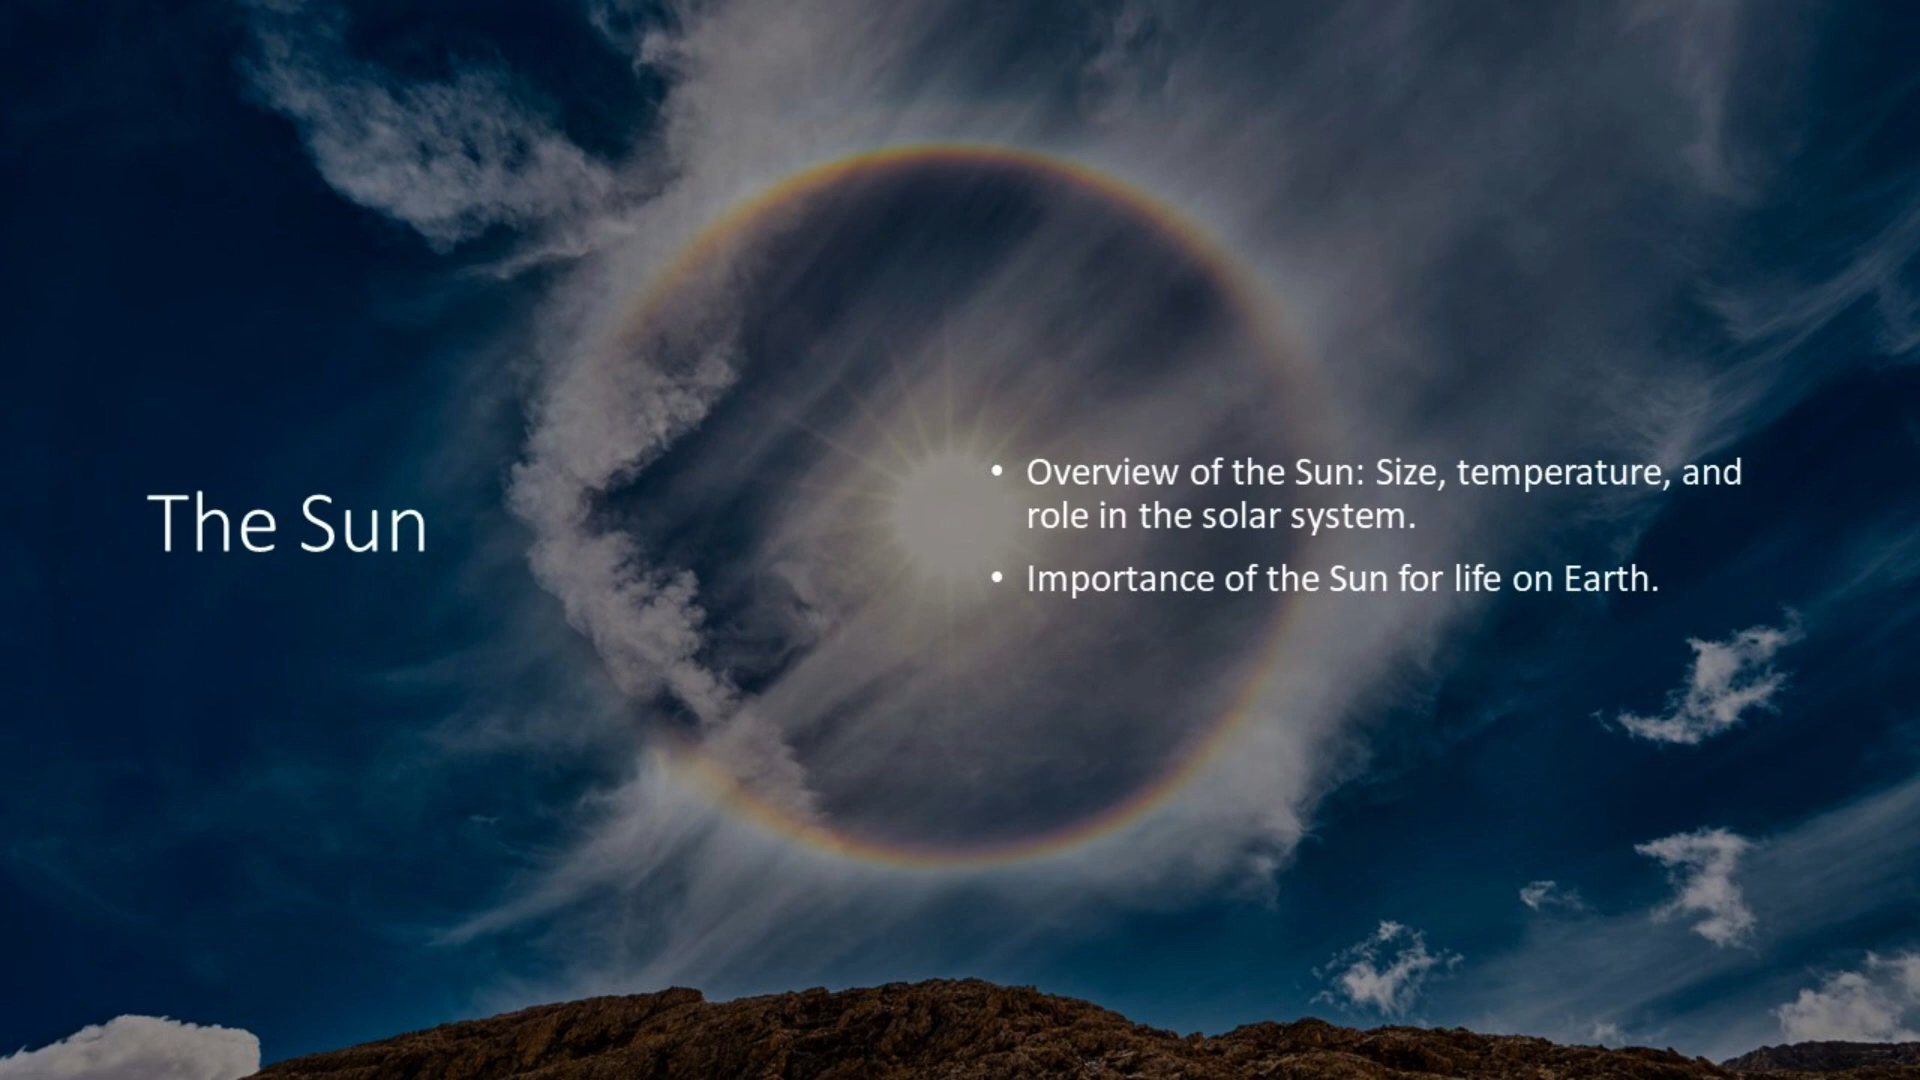 The Sun
• Overview of the Sun: Size, temperature, and
role in the solar system.
• Importance of the Sun for life on Earth.